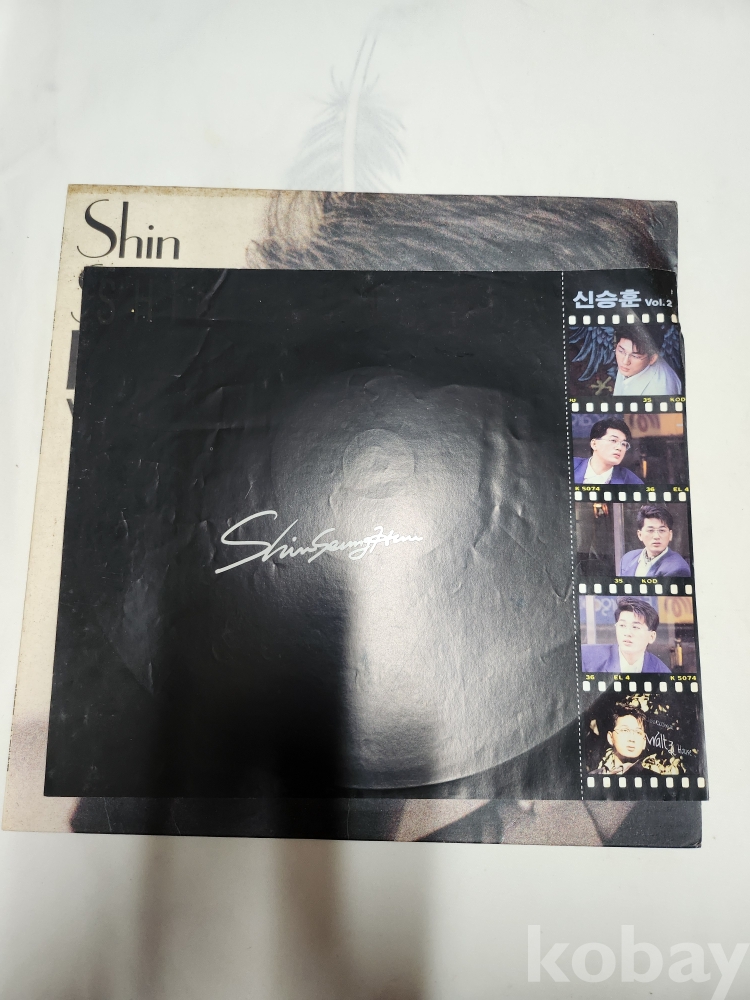 Shin
신승훈 Vol.2
35 KOD
K 5074 36 EL 4
35 KOD
36 EL 4 K 5074
Waltz
ShinSeungHun
kobay